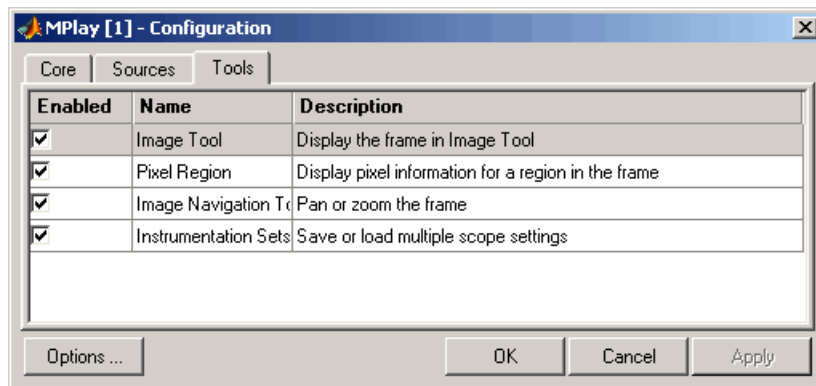 MPlay [1] - Configuration
Core Sources Tools
Enabled Name Description
Image Tool Display the frame in Image Tool
Pixel Region Display pixel information for a region in the frame
Image Navigation To Pan or zoom the frame
Instrumentation Sets Save or load multiple scope settings
Options ... OK Cancel Apply